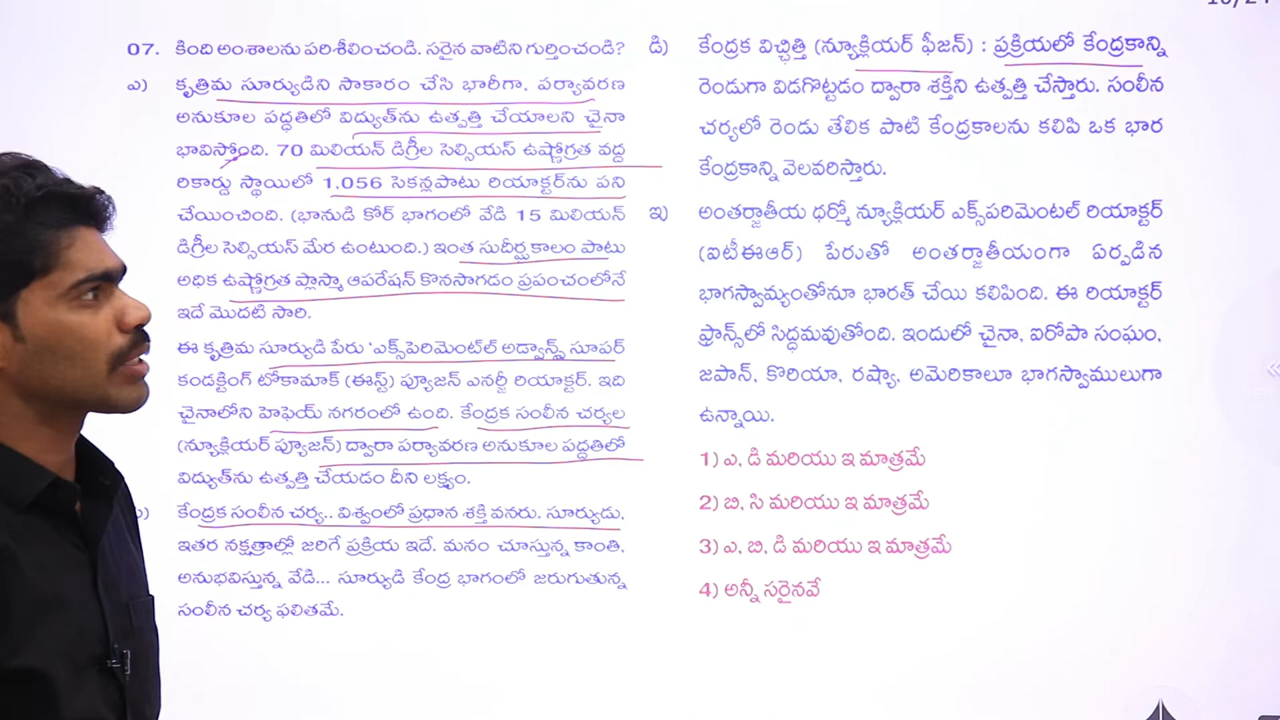 07. కింది అంశాలను పరిశీలించండి. సరైన వాటిని గుర్తించండి?
ఎ) కృత్రిమ సూర్యుడిని సాకారం చేసి భారీగా, పర్యావరణ
అనుకూల పద్ధతిలో విద్యుత్‌ను ఉత్పత్తి చేయాలని చైనా
భావిస్తోంది. 70 మిలియన్ డిగ్రీల సెల్సియస్ ఉష్ణోగ్రత వద్ద
రికార్డు స్థాయిలో 1,056 సెకన్లపాటు రియాక్టర్‌ను పని
చేయించింది. (భానుడి కోర్ భాగంలో వేడి 15 మిలియన్
డిగ్రీల సెల్సియస్ మేర ఉంటుంది.) ఇంత సుదీర్ఘకాలం పాటు
అధిక ఉష్ణోగ్రత ప్లాస్మా ఆపరేషన్ కొనసాగడం ప్రపంచంలోనే
ఇదే మొదటి సారి.
ఈ కృత్రిమ సూర్యుడి పేరు 'ఎక్స్‌పెరిమెంట్‌ల్ అడ్వాన్స్డ్ సూపర్
కండక్టింగ్ టోకామాక్ (ఈస్ట్) ఫ్యూజన్ ఎనర్జీ రియాక్టర్. ఇది
చైనాలోని హెఫెయ్ నగరంలో ఉంది. కేంద్రక సంలీన చర్యల
(న్యూక్లియర్ ఫ్యూజన్) ద్వారా పర్యావరణ అనుకూల పద్ధతిలో
విద్యుత్‌ను ఉత్పత్తి చేయడం దీని లక్ష్యం.
కేంద్రక సంలీన చర్య.. విశ్వంలో ప్రధాన శక్తి వనరు. సూర్యుడు,
ఇతర నక్షత్రాల్లో జరిగే ప్రక్రియ ఇదే. మనం చూస్తున్న కాంతి,
అనుభవిస్తున్న వేడి... సూర్యుడి కేంద్ర భాగంలో జరుగుతున్న
సంలీన చర్య ఫలితమే.
డి) కేంద్రక విచ్ఛిత్తి (న్యూక్లియర్ ఫిజన్) : ప్రక్రియలో కేంద్రకాన్ని
రెండుగా విడగొట్టడం ద్వారా శక్తిని ఉత్పత్తి చేస్తారు. సంలీన
చర్యలో రెండు తేలిక పాటి కేంద్రకాలను కలిపి ఒక భార
కేంద్రకాన్ని వెలవరిస్తారు.
ఇ) అంతర్జాతీయ థర్మో న్యూక్లియర్ ఎక్స్‌పరిమెంటల్ రియాక్టర్
(ఐటీఈఆర్) పేరుతో అంతర్జాతీయంగా ఏర్పడిన
భాగస్వామ్యంతోనూ భారత్ చేయి కలిపింది. ఈ రియాక్టర్
ఫ్రాన్స్‌లో సిద్ధమవుతోంది. ఇందులో చైనా, ఐరోపా సంఘం,
జపాన్, కొరియా, రష్యా, అమెరికాలూ భాగస్వాములుగా
ఉన్నాయి.
1) ఎ, డి మరియు ఇ మాత్రమే
2) బి, సి మరియు ఇ మాత్రమే
3) ఎ, బి, డి మరియు ఇ మాత్రమే
4) అన్నీ సరైనవే